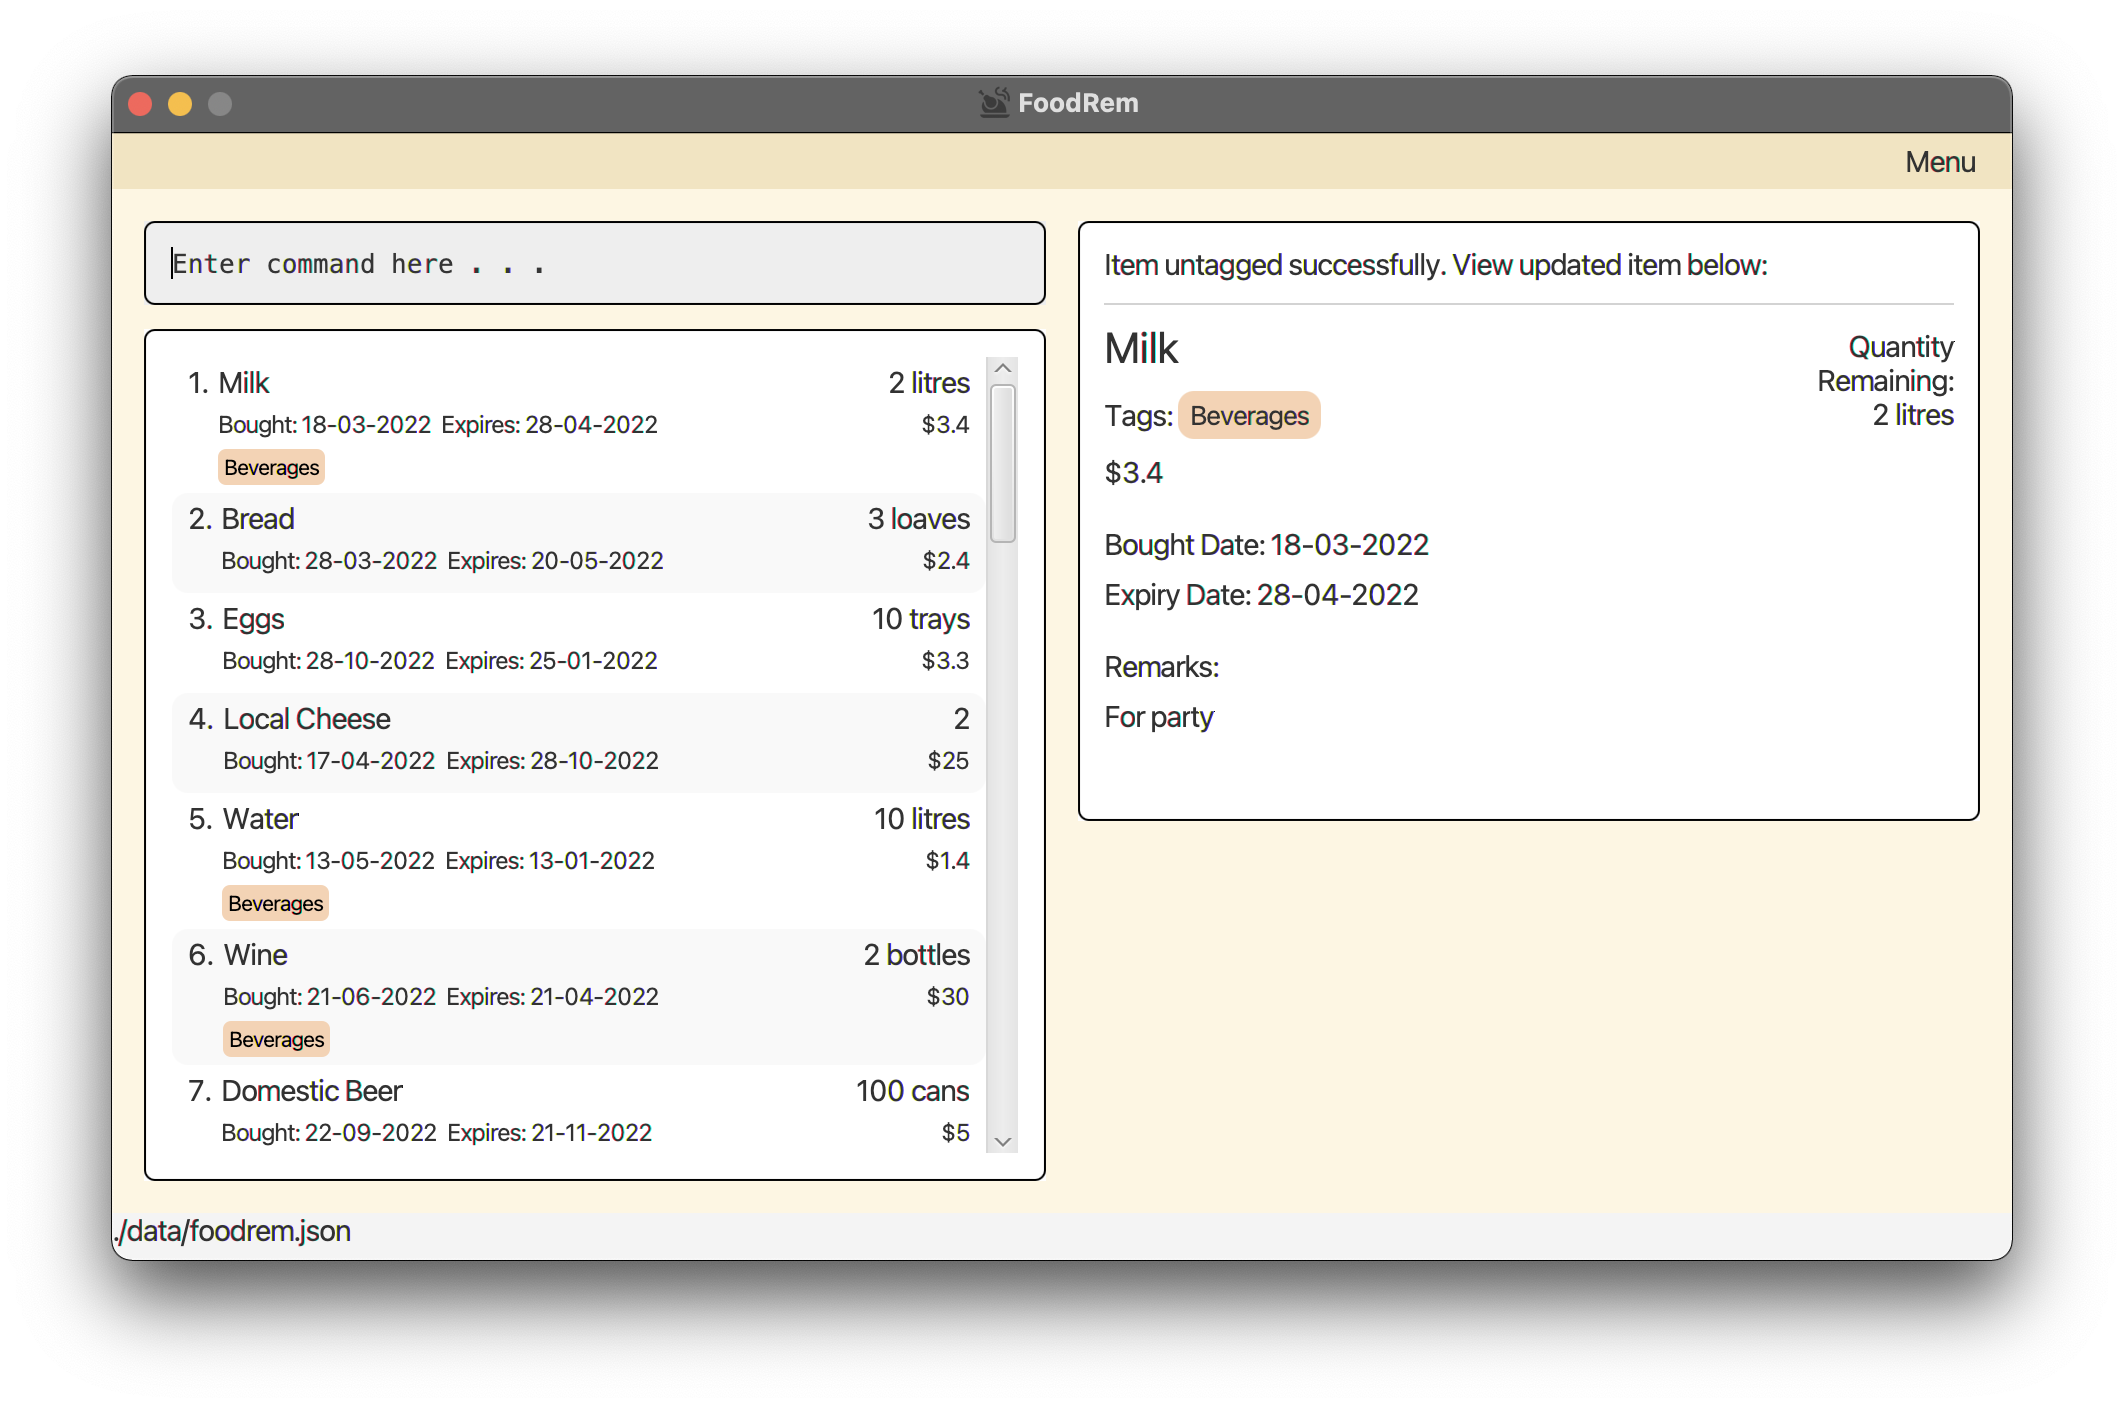 FoodRem
Menu
Enter command here . . .
1. Milk 2 litres
Bought: 18-03-2022 Expires: 28-04-2022 $3.4
Beverages
2. Bread 3 loaves
Bought: 28-03-2022 Expires: 20-05-2022 $2.4
3. Eggs 10 trays
Bought: 28-10-2022 Expires: 25-01-2022 $3.3
4. Local Cheese 2
Bought: 17-04-2022 Expires: 28-10-2022 $25
5. Water 10 litres
Bought: 13-05-2022 Expires: 13-01-2022 $1.4
Beverages
6. Wine 2 bottles
Bought: 21-06-2022 Expires: 21-04-2022 $30
Beverages
7. Domestic Beer 100 cans
Bought: 22-09-2022 Expires: 21-11-2022 $5
Item untagged successfully. View updated item below:
Milk
Quantity
Remaining:
2 litres
Tags: Beverages
$3.4
Bought Date: 18-03-2022
Expiry Date: 28-04-2022
Remarks:
For party
./data/foodrem.json